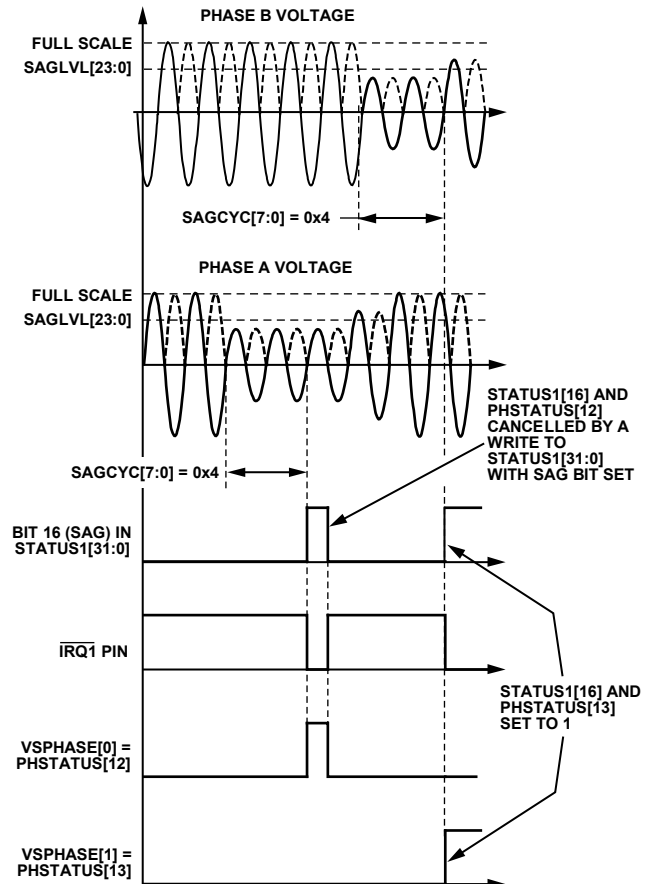 PHASE B VOLTAGE
FULL SCALE
SAGLVL[23:0]
SAGCYC[7:0] = 0x4
PHASE A VOLTAGE
FULL SCALE
SAGLVL[23:0]
STATUS1[16] AND
PHSTATUS[12]
CANCELLED BY A
WRITE TO
STATUS1[31:0]
WITH SAG BIT SET
SAGCYC[7:0] = 0x4
BIT 16 (SAG) IN
STATUS1[31:0]
IRQ1 PIN
STATUS1[16] AND
PHSTATUS[13]
SET TO 1
VSPHASE[0] =
PHSTATUS[12]
VSPHASE[1] =
PHSTATUS[13]